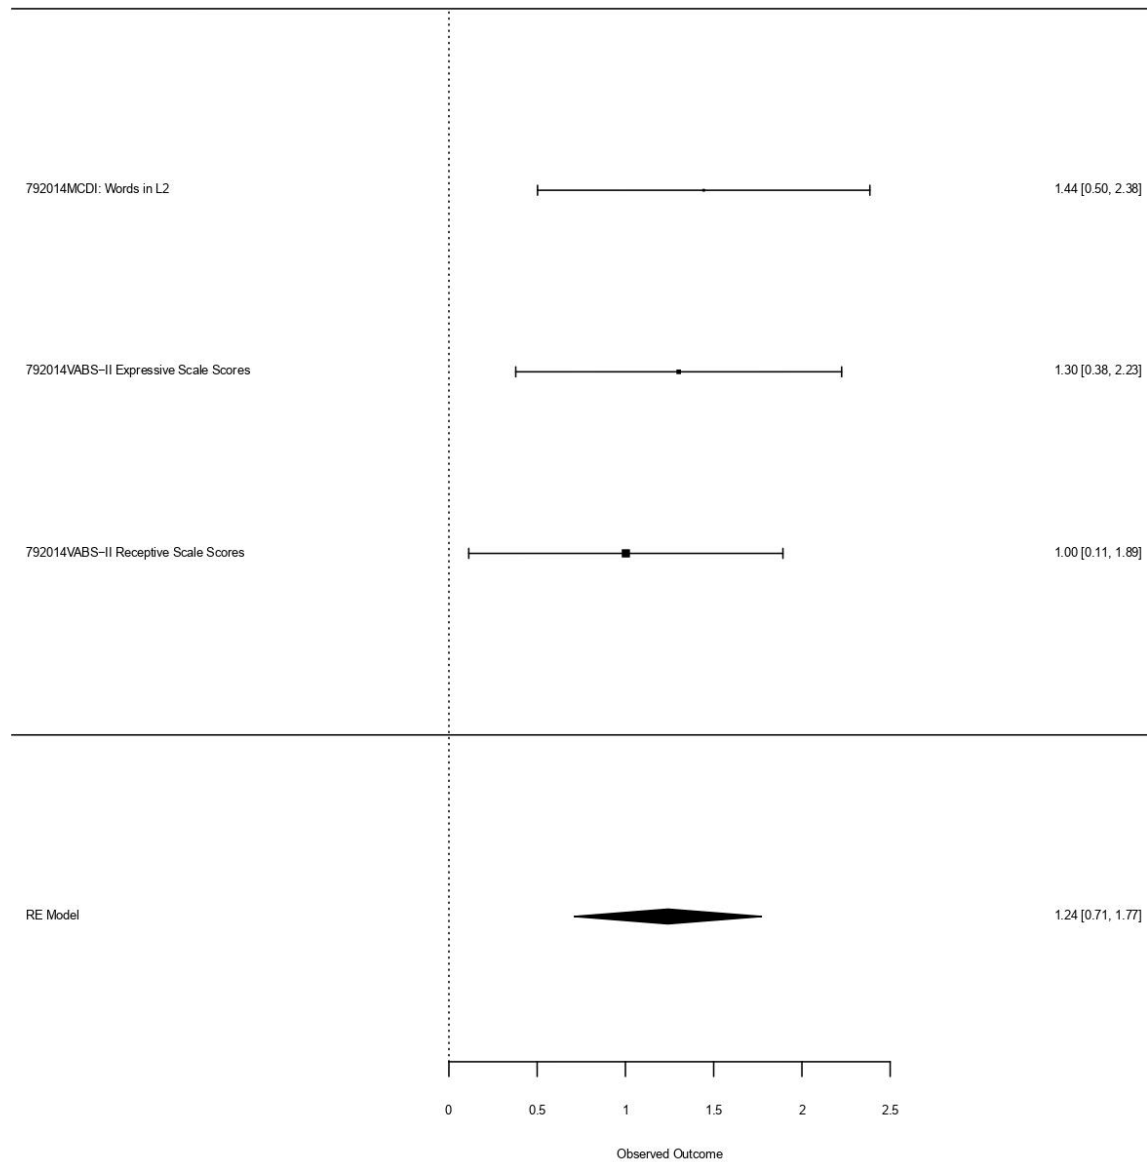 792014MCDI: Words in L2 1.44 [0.50, 2.38]
792014VABS−II Expressive Scale Scores 1.30 [0.38, 2.23]
792014VABS−II Receptive Scale Scores 1.00 [0.11, 1.89]
RE Model 1.24 [0.71, 1.77]
0 0.5 1 1.5 2 2.5
Observed Outcome